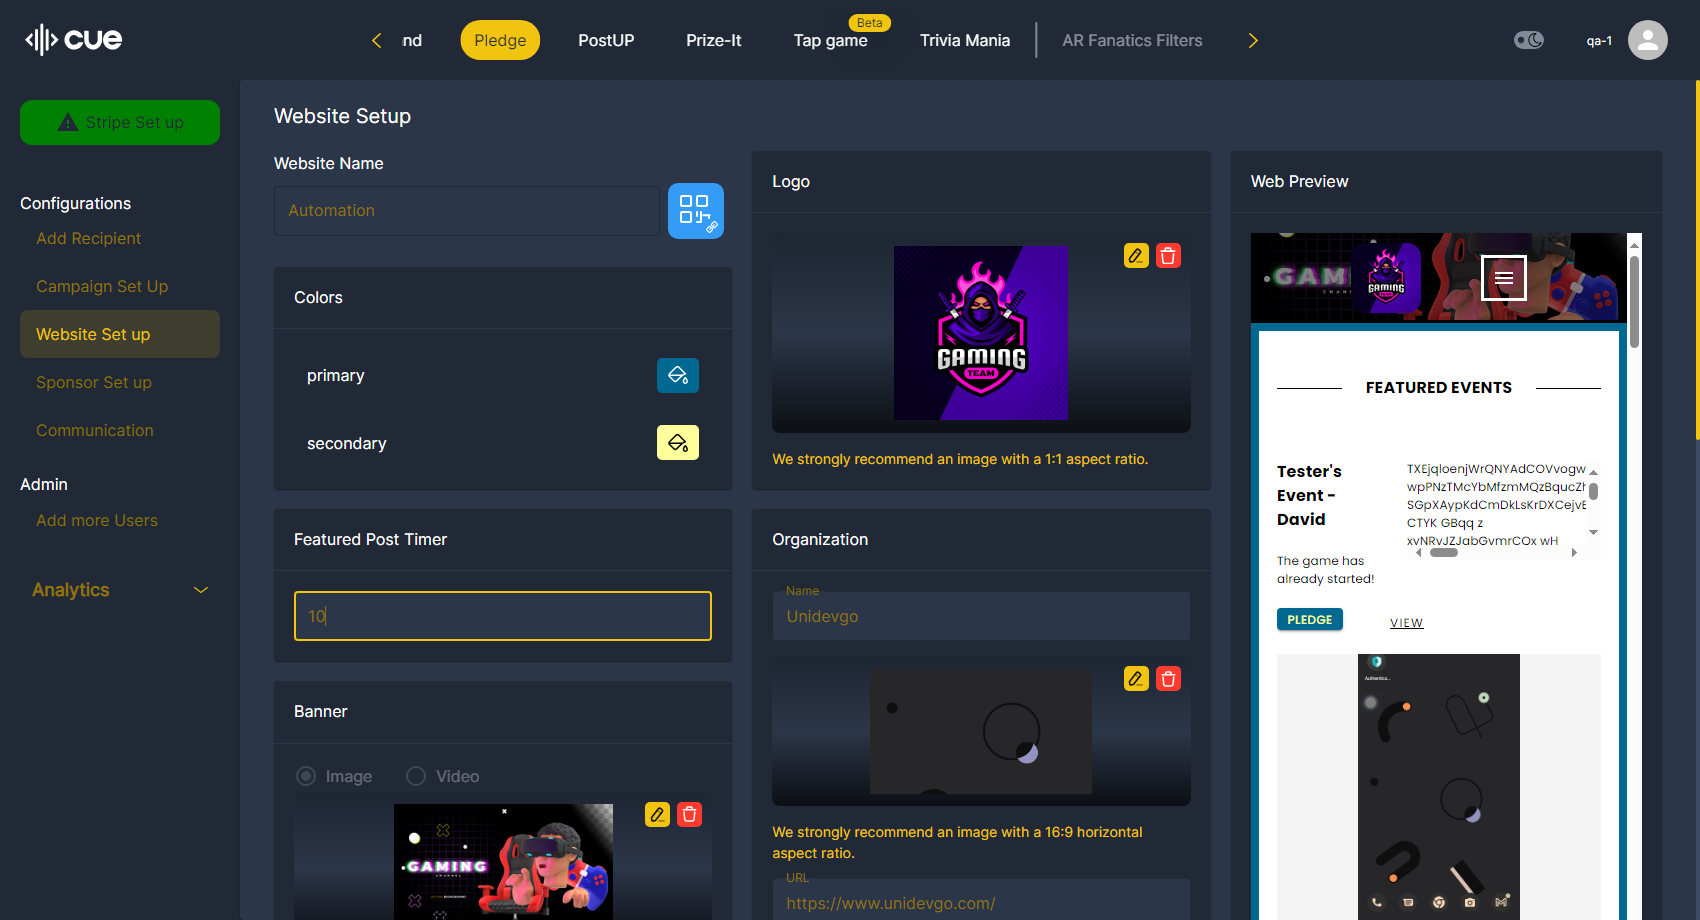 cue
nd
Pledge
PostUP
Prize-It
Tap game
Beta
Trivia Mania
AR Fanatics Filters
qa-1
Stripe Set up
Configurations
Add Recipient
Campaign Set Up
Website Set up
Sponsor Set up
Communication
Admin
Add more Users
Analytics
Website Setup
Website Name
Automation
Colors
primary
secondary
Featured Post Timer
10
Banner
Image
Video
GAMING
Logo
GAMING
TEAM
We strongly recommend an image with a 1:1 aspect ratio.
Organization
Name
Unidevgo
We strongly recommend an image with a 16:9 horizontal
aspect ratio.
URL
https://www.unidevgo.com/
Web Preview
GAMI
GAMING
TEAM
FEATURED EVENTS
Tester's
Event -
David
TXEjqloenjWrQNYAdCOVvogw
wpPNzTMcYbMfzmMQzBqucZh
SGpXAypKdCmDkLsKrDXCejvE
CTYK GBqq z
xvNRvJZJabGvmrCOx wH
The game has
already started!
PLEDGE
VIEW